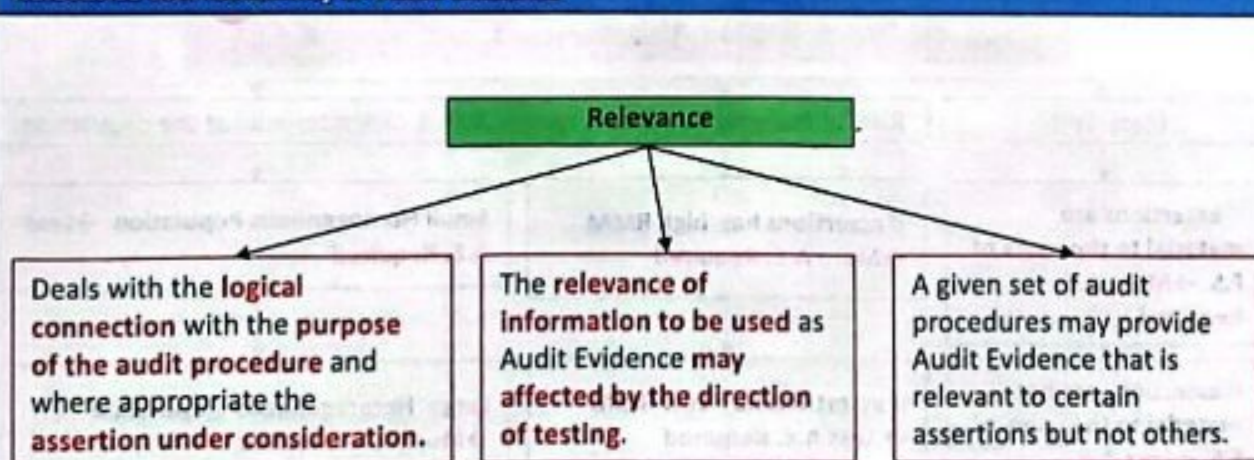 Relevance
Deals with the logical
connection with the purpose
of the audit procedure and
where appropriate the
assertion under consideration.
The relevance of
information to be used as
Audit Evidence may
affected by the direction
of testing.
A given set of audit
procedures may provide
Audit Evidence that is
relevant to certain
assertions but not others.